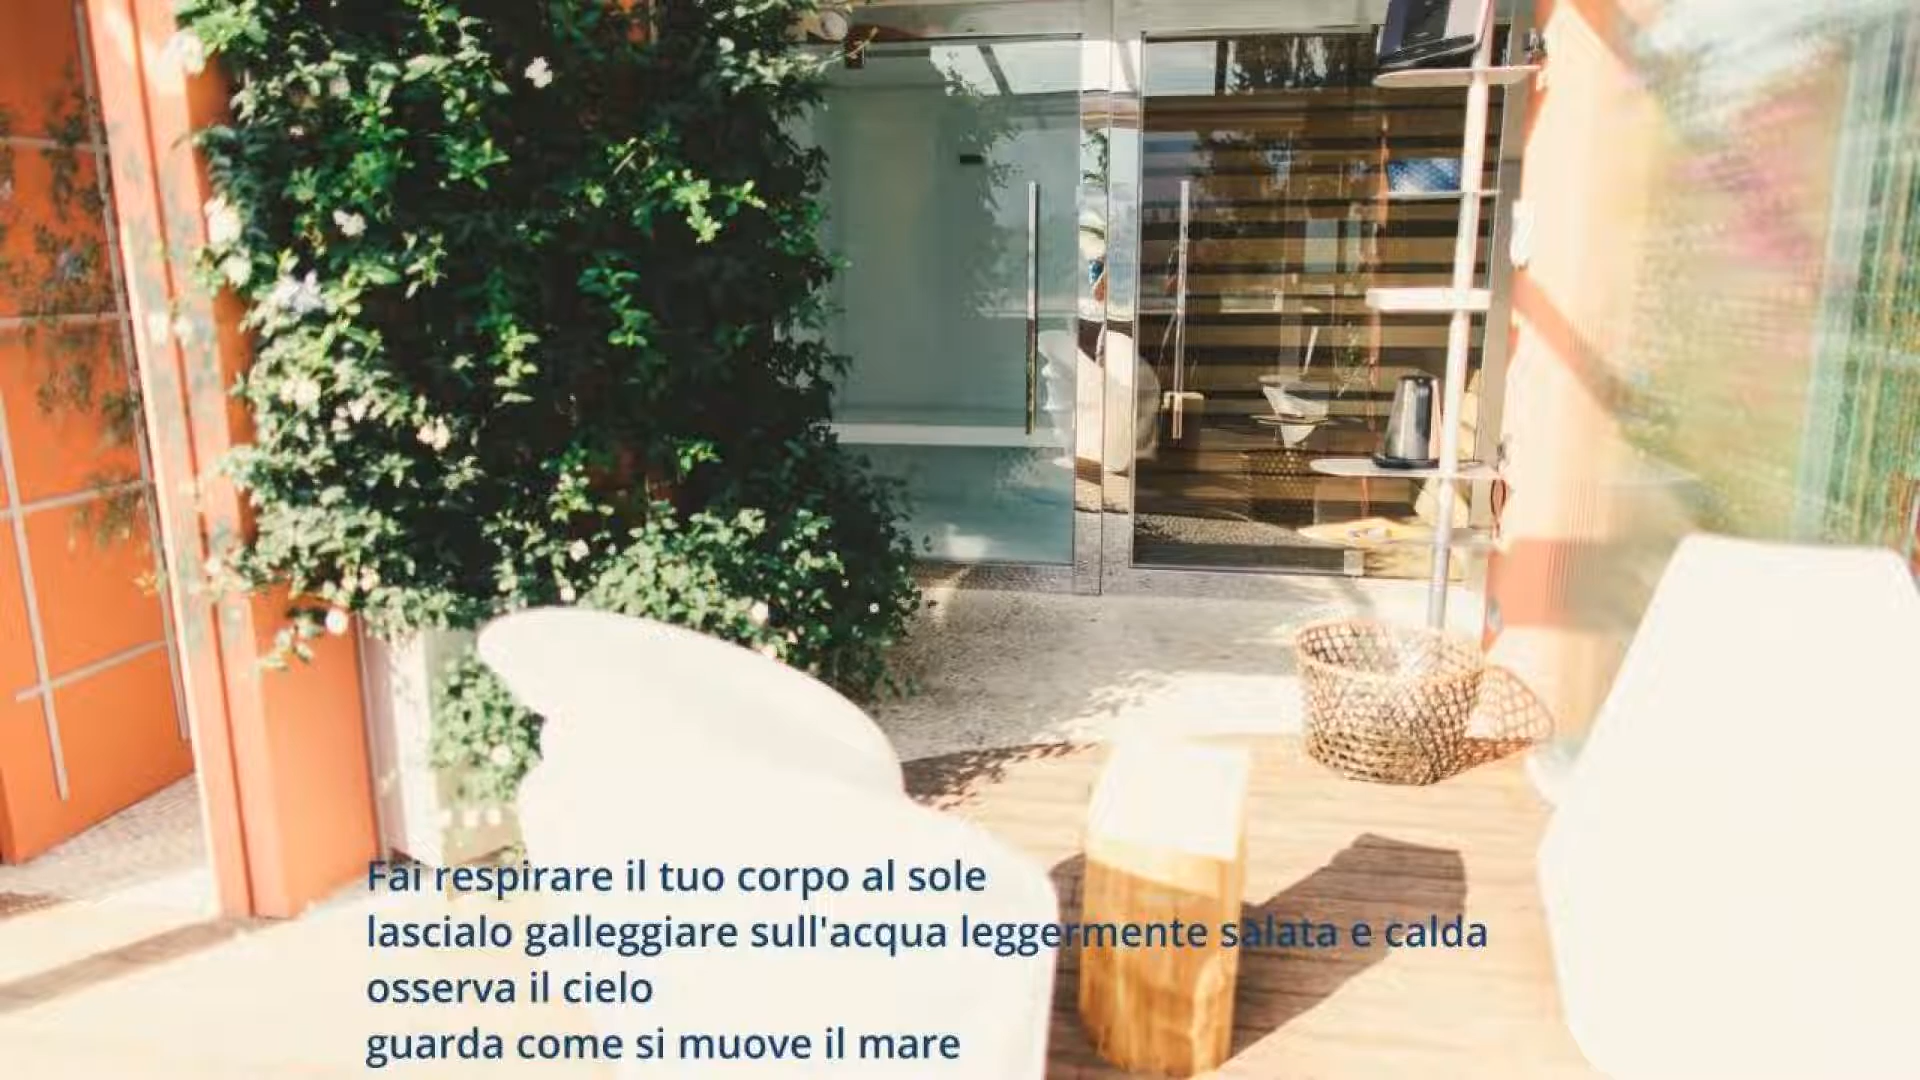 Fai respirare il tuo corpo al sole
lascialo galleggiare sull'acqua leggermente salata e calda
osserva il cielo
guarda come si muove il mare